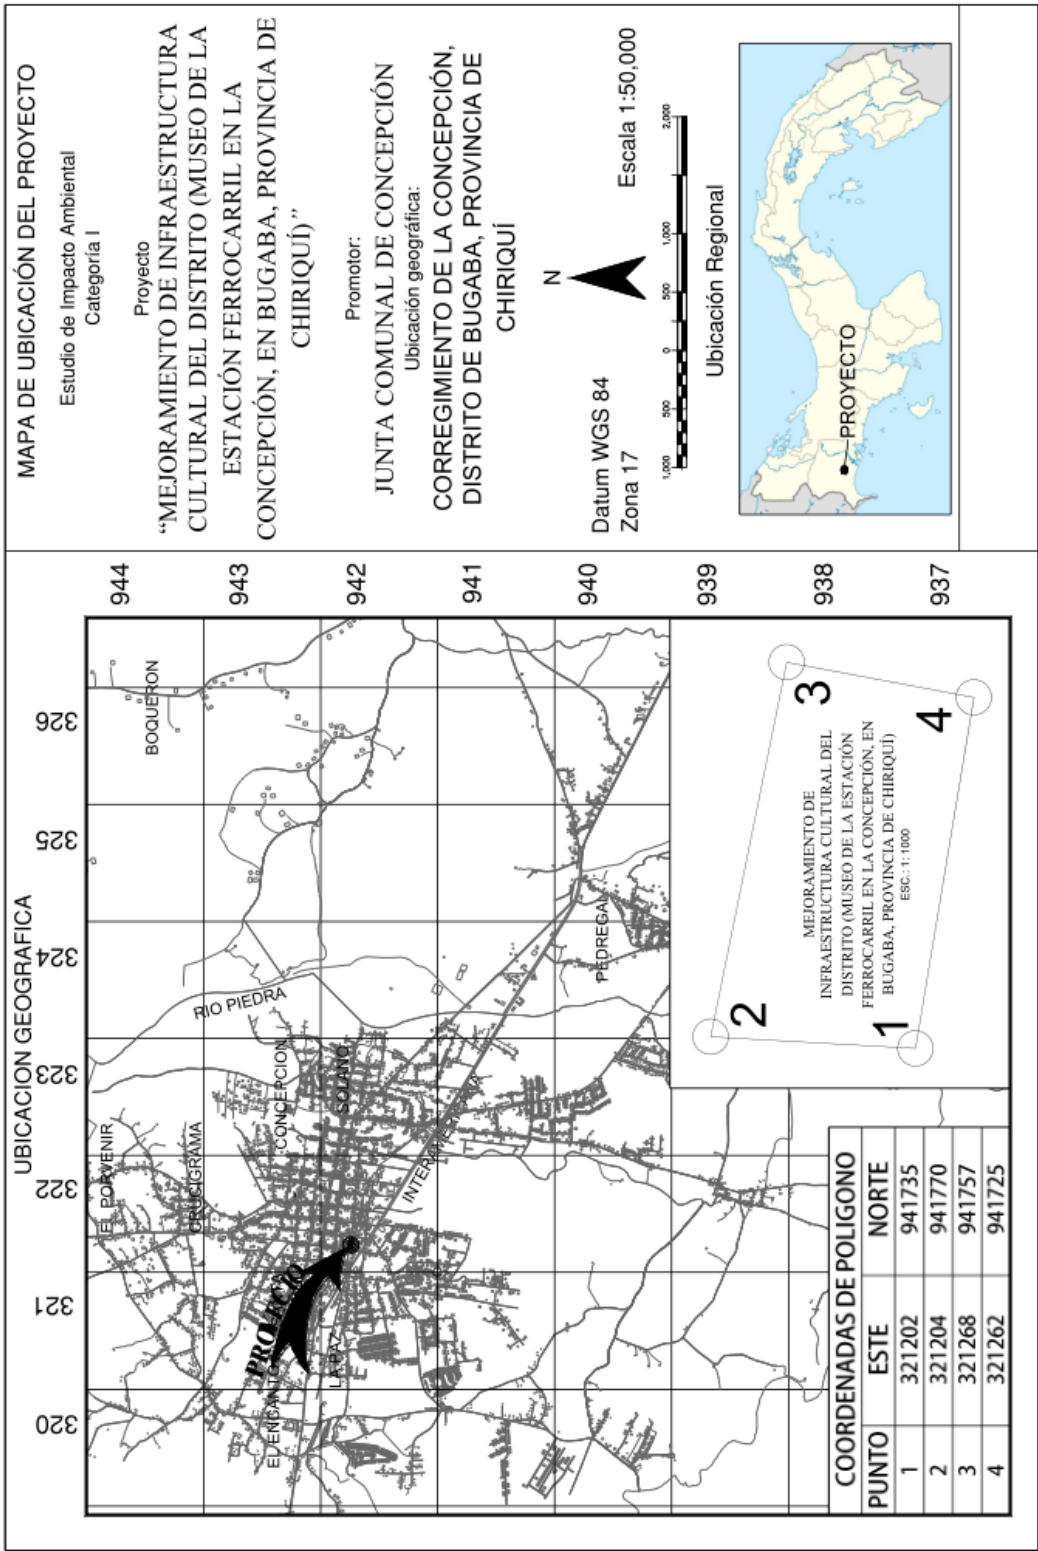 UBICACION GEOGRAFICA
320
321
322
323
324
325
326
944
943
942
941
940
939
938
937
EL PORVENIR
CRUCIGRAMA
CONCEPCION
SOLANO
RIO PIEDRA
BOQUERON
PROYECTO
EL ENCANTO
LA PAZ
INTERAMERICANA
PEDREGAL
COORDENADAS DE POLIGONO
PUNTO ESTE NORTE
1 321202 941735
2 321204 941770
3 321268 941757
4 321262 941725
2
3
1
4
MEJORAMIENTO DE
INFRAESTRUCTURA CULTURAL DEL
DISTRITO (MUSEO DE LA ESTACIÓN
FERROCARRIL EN LA CONCEPCIÓN, EN
BUGABA, PROVINCIA DE CHIRIQUÍ)
ESC.: 1: 1000
MAPA DE UBICACIÓN DEL PROYECTO
Estudio de Impacto Ambiental
Categoría I
Proyecto
“MEJORAMIENTO DE INFRAESTRUCTURA
CULTURAL DEL DISTRITO (MUSEO DE LA
ESTACIÓN FERROCARRIL EN LA
CONCEPCIÓN, EN BUGABA, PROVINCIA DE
CHIRIQUÍ)”
Promotor:
JUNTA COMUNAL DE CONCEPCIÓN
Ubicación geográfica:
CORREGIMIENTO DE LA CONCEPCIÓN,
DISTRITO DE BUGABA, PROVINCIA DE
CHIRIQUÍ
N
Datum WGS 84
Zona 17
Escala 1:50,000
1,000 500 0 500 1,000 2,000
Ubicación Regional
PROYECTO